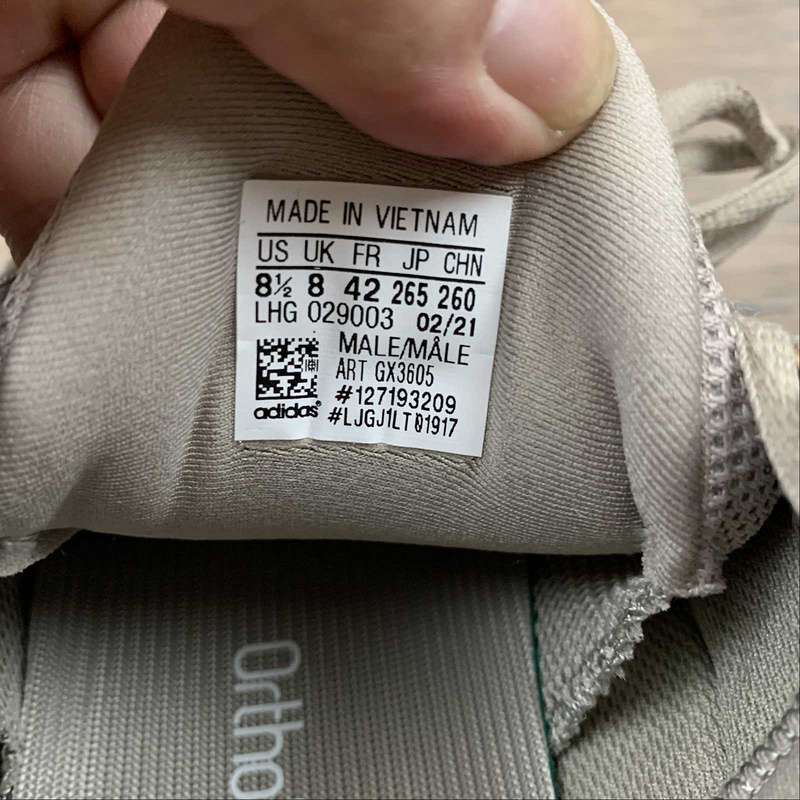 MADE IN VIETNAM
US UK FR JP CHN
8½ 8 42 265 260
LHG 029003 02/21
MALE/MÂLE
ART GX3605
#127193209
adidas®
#LJGJ1LT01917
Ortho